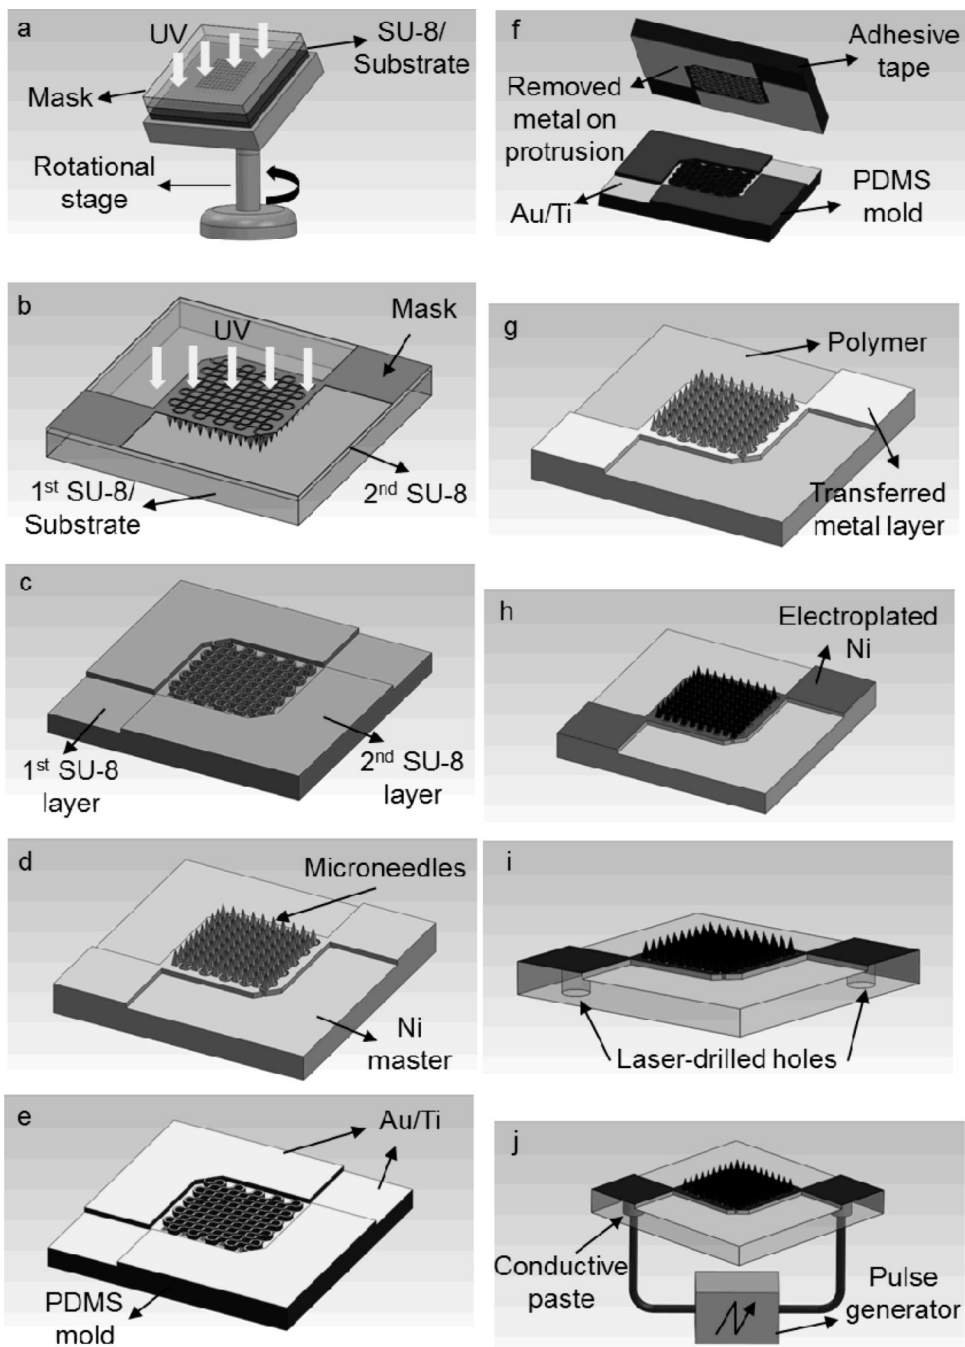 a
UV
SU-8/
Substrate
Mask
Rotational
stage
b
UV
Mask
1st SU-8/
Substrate
2nd SU-8
c
1st SU-8
layer
2nd SU-8
layer
d
Microneedles
Ni
master
e
Au/Ti
PDMS
mold
f
Adhesive
tape
Removed
metal on
protrusion
Au/Ti
PDMS
mold
g
Polymer
Transferred
metal layer
h
Electroplated
Ni
i
Laser-drilled holes
j
Conductive
paste
Pulse
generator